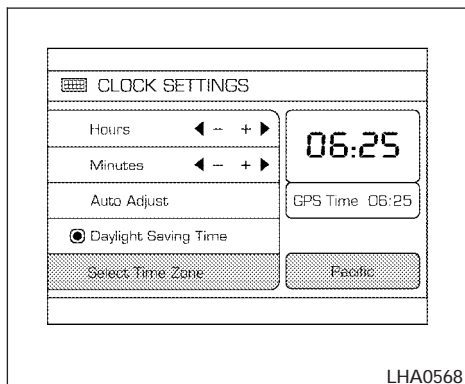 CLOCK SETTINGS
Hours ◀ – + ▶
Minutes ◀ – + ▶
06:25
Auto Adjust
GPS Time 06:25
Daylight Saving Time
Select Time Zone
Pacific
LHA0568